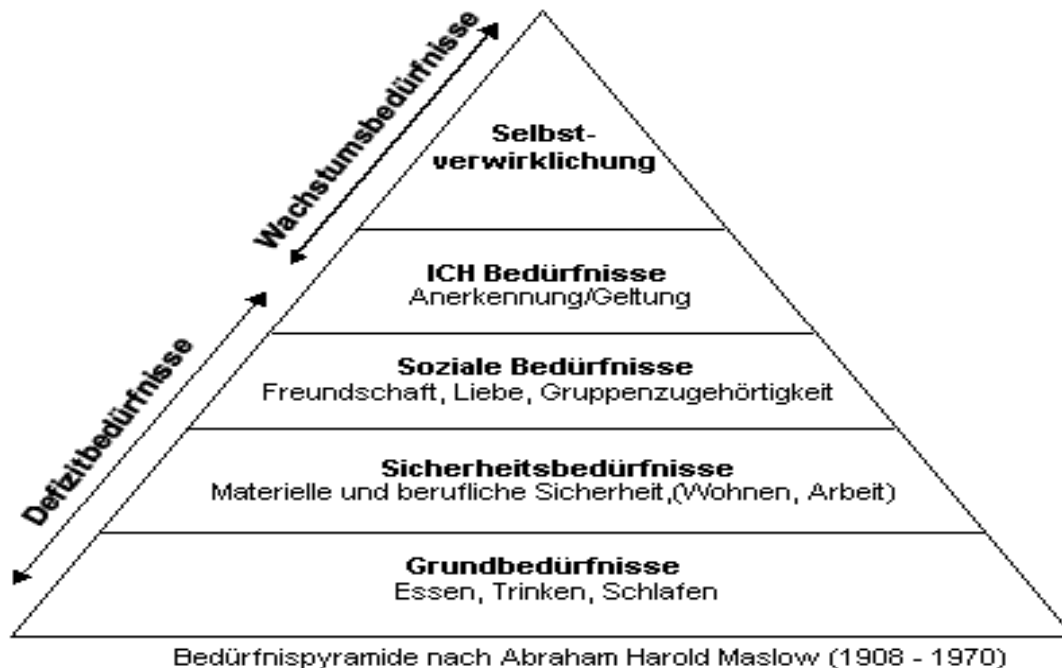 Wachstumsbedürfnisse
Defizitbedürfnisse
Selbst-
verwirklichung
ICH Bedürfnisse
Anerkennung/Geltung
Soziale Bedürfnisse
Freundschaft, Liebe, Gruppenzugehörtigkeit
Sicherheitsbedürfnisse
Materielle und berufliche Sicherheit,(Wohnen, Arbeit)
Grundbedürfnisse
Essen, Trinken, Schlafen
Bedürfnispyramide nach Abraham Harold Maslow (1908 - 1970)